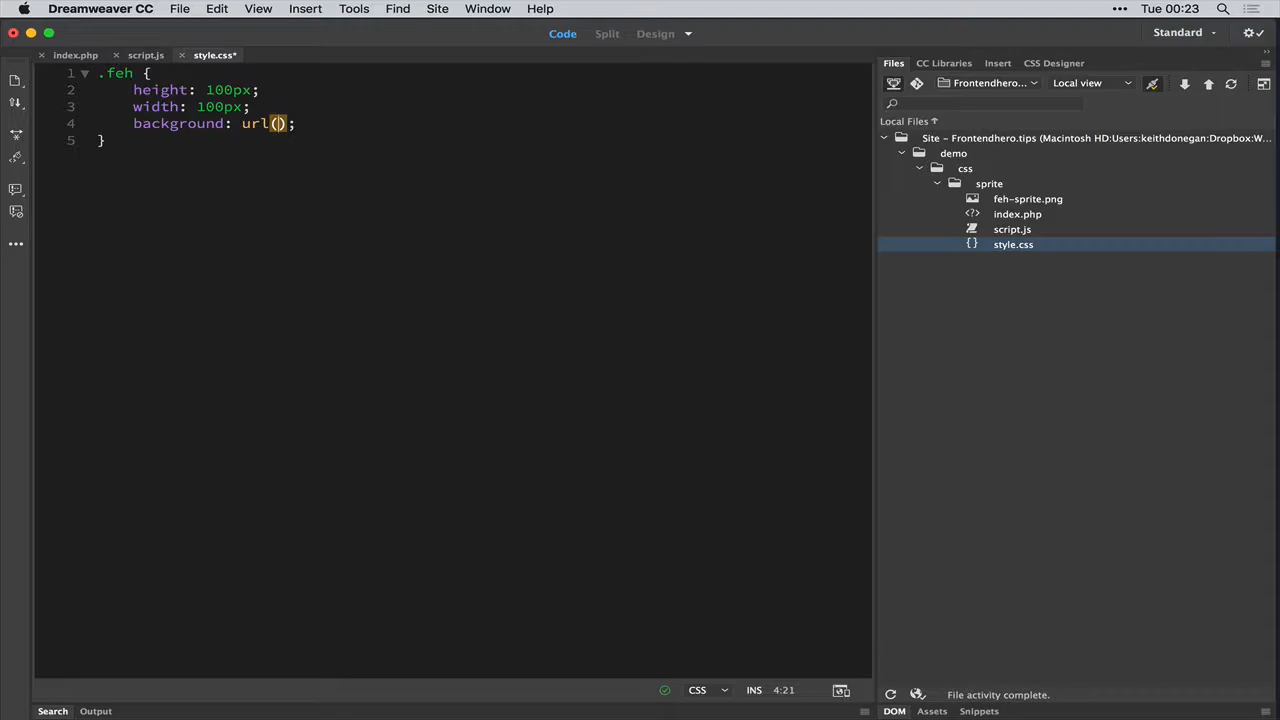 Dreamweaver CC File Edit View Insert Tools Find Site Window Help ••• Tue 00:23
Code Split Design Standard
index.php script.js style.css*
Files CC Libraries Insert CSS Designer
1 .feh {
2 height: 100px;
3 width: 100px;
4 background: url();
5 }
Frontendhero... Local view
Local Files
Site – Frontendhero.tips (Macintosh HD:Users:keithdonegan:Dropbox:W...
demo
css
sprite
feh-sprite.png
index.php
script.js
style.css
CSS INS 4:21
File activity complete.
Search Output
DOM Assets Snippets